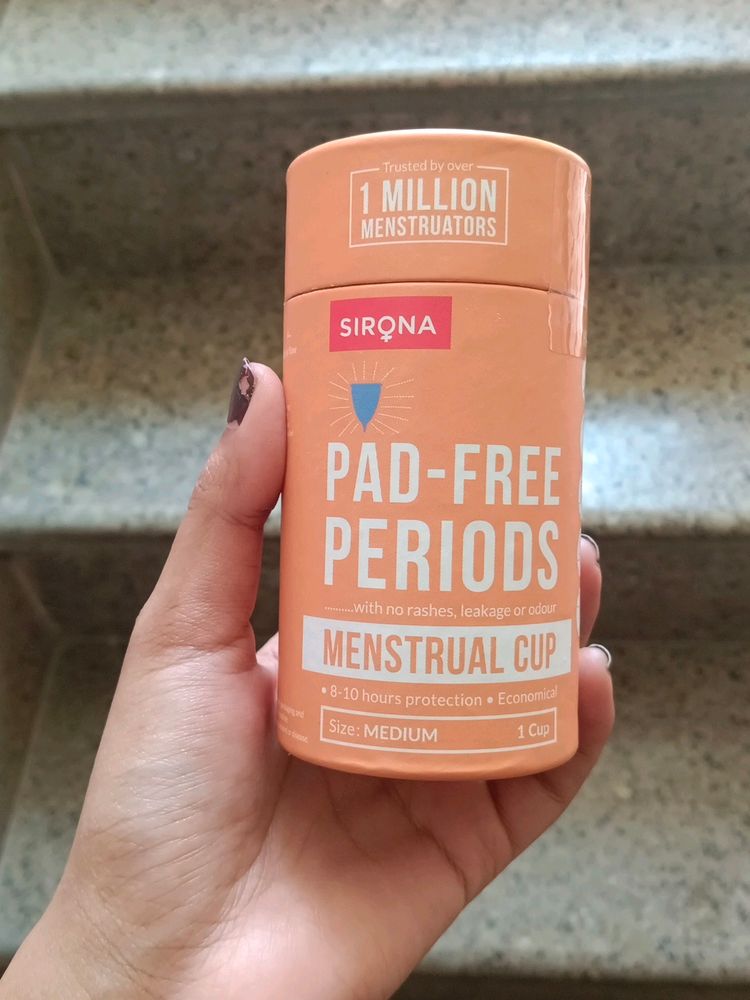 Trusted by over
1 MILLION
MENSTRUATORS
SIRONA
PAD-FREE
PERIODS
..........with no rashes, leakage or odour
MENSTRUAL CUP
• 8-10 hours protection • Economical
Size: MEDIUM 1 Cup